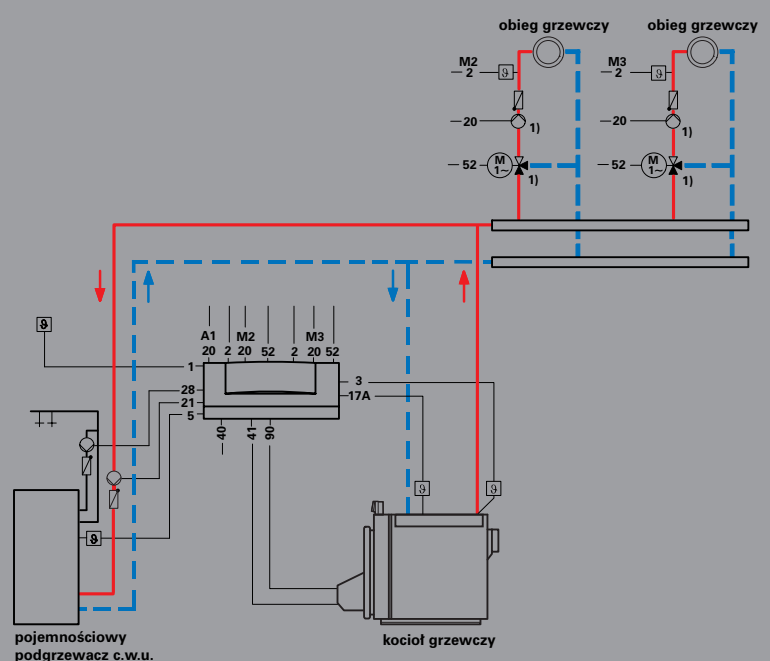 obieg grzewczy obieg grzewczy
M2 M3
2 ϑ 2 ϑ
20 1) 20 1)
52 M 1~ 52 M 1~
1) 1)
ϑ
A1 M2 M3
20 2 20 52 2 20 52
1
3
28
17A
21
5
40 41 90
ϑ ϑ
ϑ
pojemnościowy
podgrzewacz c.w.u.
kocioł grzewczy